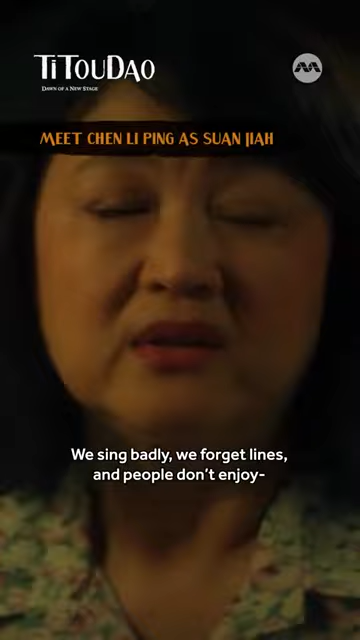 TiTouDao
Dawn of a New Stage
MEET CHEN LI PING AS SUAN JIAH
We sing badly, we forget lines,
and people don't enjoy-